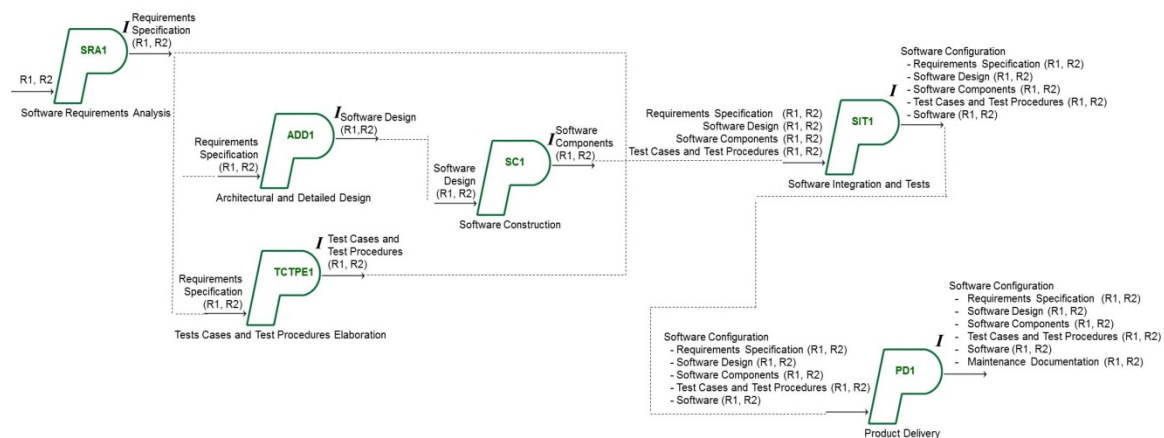 I Requirements
Specification
(R1, R2)
SRA1
R1, R2
Software Requirements Analysis
I Software Design
(R1,R2)
ADD1
Requirements
Specification
(R1, R2)
Architectural and Detailed Design
I Software
Components
(R1, R2)
SC1
Software
Design
(R1, R2)
Software Construction
I Test Cases and
Test Procedures
(R1, R2)
TCTPE1
Requirements
Specification
(R1, R2)
Tests Cases and Test Procedures Elaboration
Software Configuration
- Requirements Specification (R1, R2)
- Software Design (R1, R2)
- Software Components (R1, R2)
- Test Cases and Test Procedures (R1, R2)
- Software (R1, R2)
I
SIT1
Requirements Specification (R1, R2)
Software Design (R1, R2)
Software Components (R1, R2)
Test Cases and Test Procedures (R1, R2)
Software Integration and Tests
Software Configuration
- Requirements Specification (R1, R2)
- Software Design (R1, R2)
- Software Components (R1, R2)
- Test Cases and Test Procedures (R1, R2)
- Software (R1, R2)
I
PD1
Product Delivery
Software Configuration
- Requirements Specification (R1, R2)
- Software Design (R1, R2)
- Software Components (R1, R2)
- Test Cases and Test Procedures (R1, R2)
- Software (R1, R2)
- Maintenance Documentation (R1, R2)